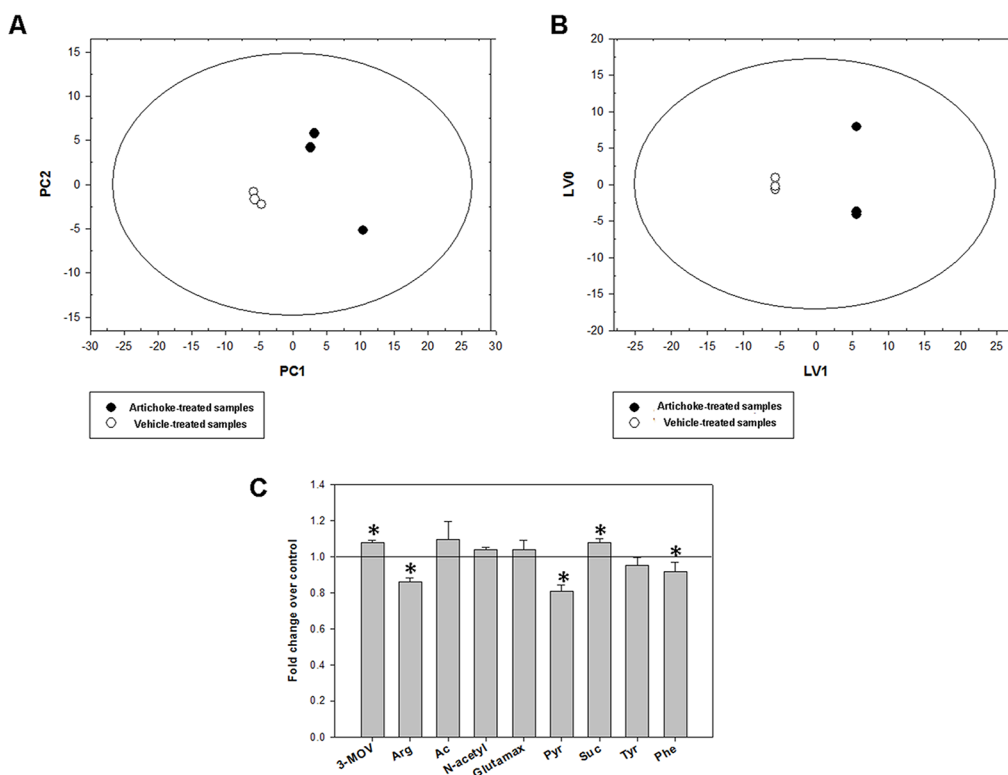 A
B
15
10
5
0
-5
-10
-15
PC2
-30 -25 -20 -15 -10 -5 0 5 10 15 20 25 30
PC1
20
15
10
5
0
-5
-10
-15
-20
LV0
-25 -20 -15 -10 -5 0 5 10 15 20 25
LV1
Artichoke-treated samples
Vehicle-treated samples
Artichoke-treated samples
Vehicle-treated samples
C
1.4
1.2
1.0
0.8
0.6
0.4
0.2
0.0
Fold change over control
* * * * *
3-MOV Arg Ac N-acetyl Glutamax Pyr Suc Tyr Phe